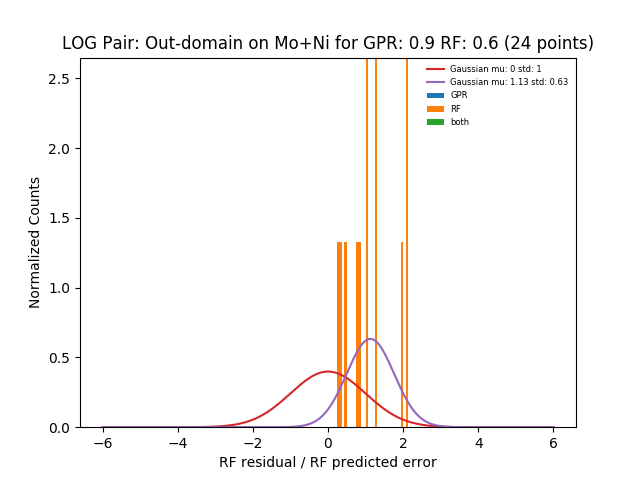 LOG Pair: Out-domain on Mo+Ni for GPR: 0.9 RF: 0.6 (24 points)
Gaussian mu: 0 std: 1
Gaussian mu: 1.13 std: 0.63
GPR
RF
both
Normalized Counts
2.5
2.0
1.5
1.0
0.5
0.0
−6 −4 −2 0 2 4 6
RF residual / RF predicted error